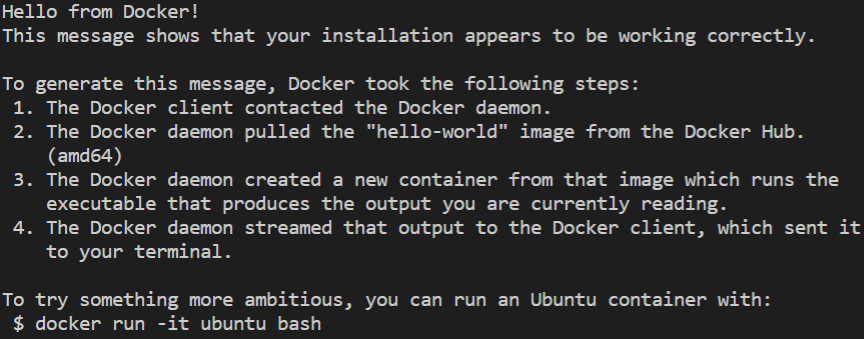 Hello from Docker!
This message shows that your installation appears to be working correctly.

To generate this message, Docker took the following steps:
 1. The Docker client contacted the Docker daemon.
 2. The Docker daemon pulled the "hello-world" image from the Docker Hub.
    (amd64)
 3. The Docker daemon created a new container from that image which runs the
    executable that produces the output you are currently reading.
 4. The Docker daemon streamed that output to the Docker client, which sent it
    to your terminal.

To try something more ambitious, you can run an Ubuntu container with:
 $ docker run -it ubuntu bash